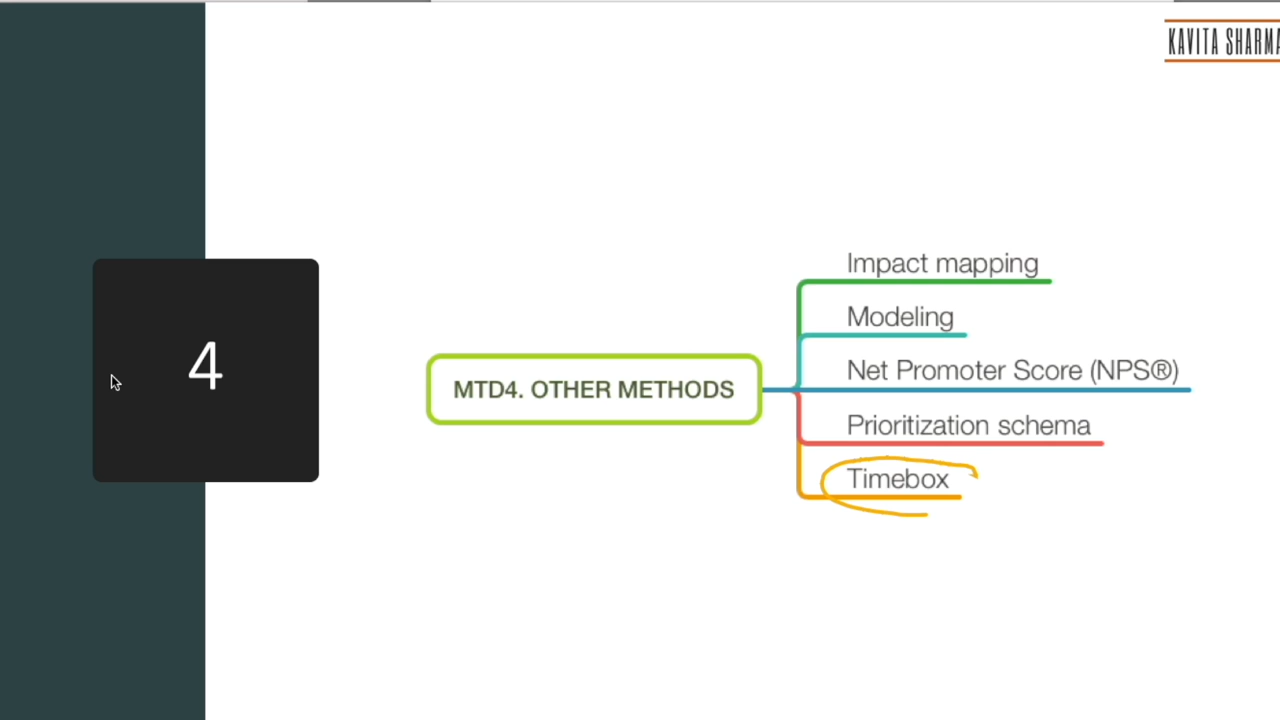 KAVITA SHARMA
4
MTD4. OTHER METHODS
Impact mapping
Modeling
Net Promoter Score (NPS®)
Prioritization schema
Timebox